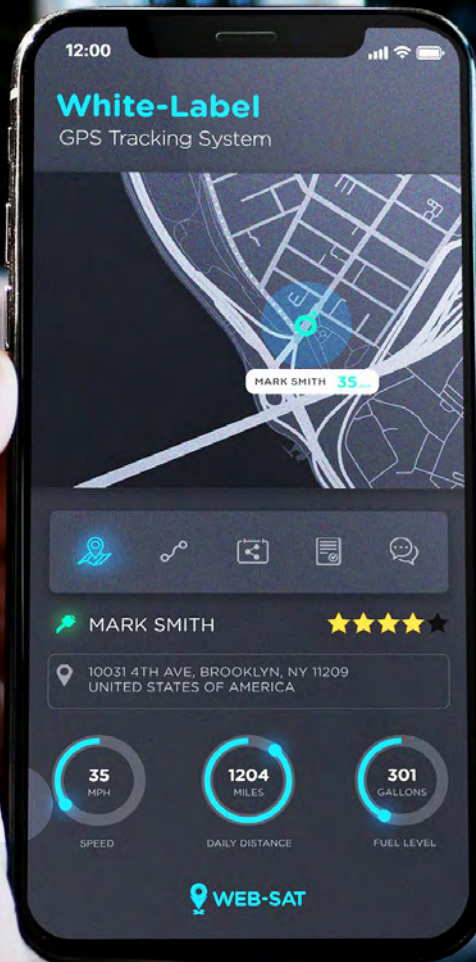 12:00
White-Label
GPS Tracking System
MARK SMITH 35
MARK SMITH
10031 4TH AVE, BROOKLYN, NY 11209
UNITED STATES OF AMERICA
35
MPH
1204
MILES
301
GALLONS
SPEED
DAILY DISTANCE
FUEL LEVEL
WEB-SAT